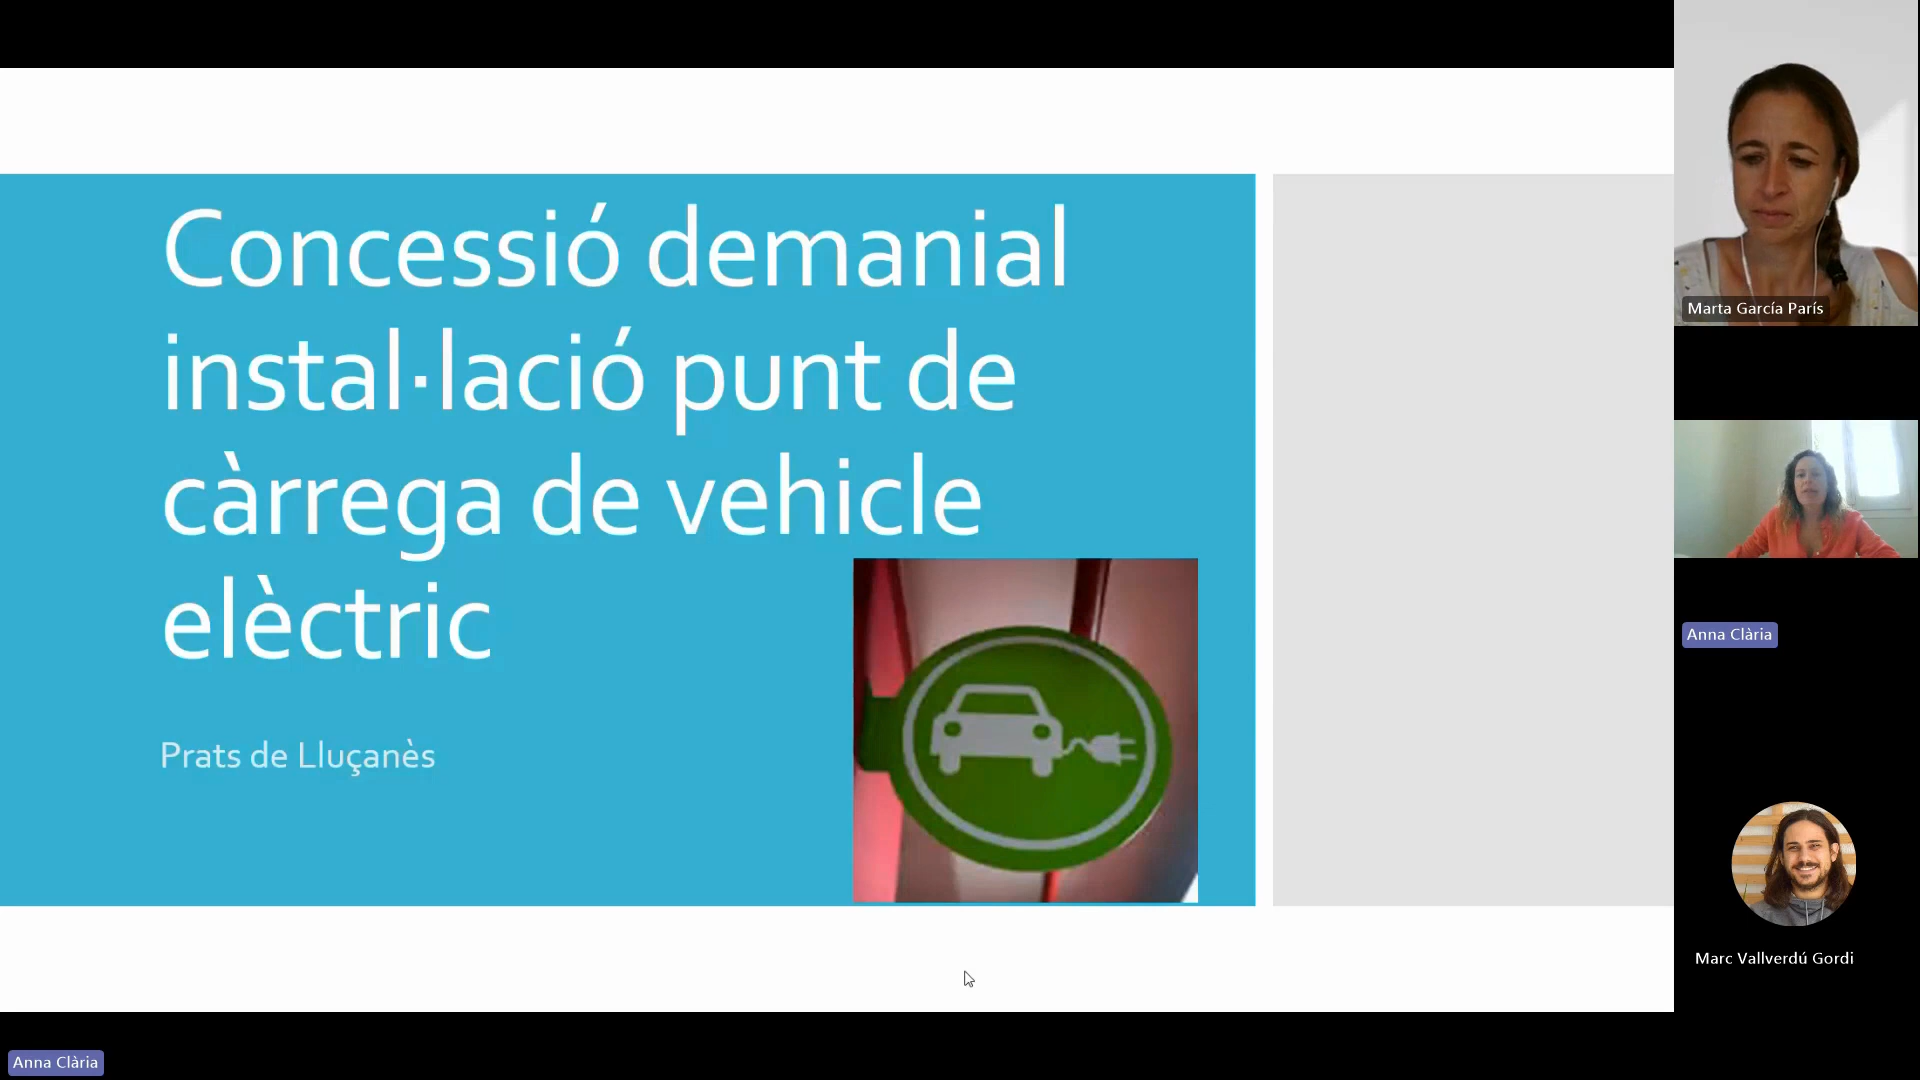 Concessió demanial
instal·lació punt de
càrrega de vehicle
elèctric
Prats de Lluçanès
Marta García París
Anna Clària
Marc Vallverdú Gordi
Anna Clària